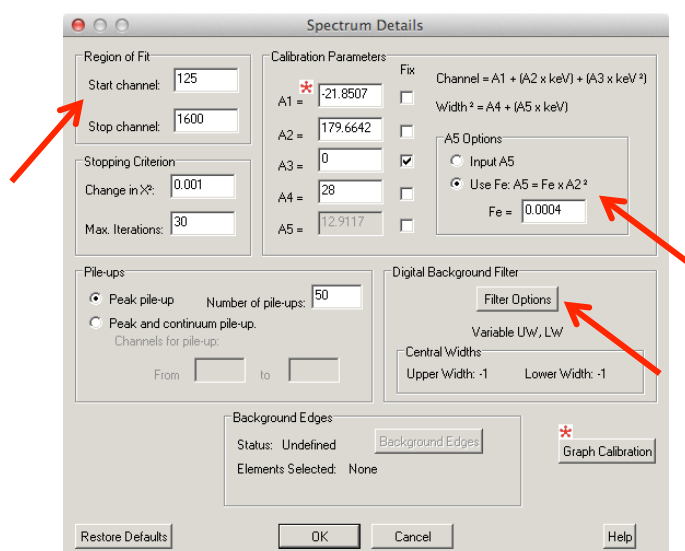 Spectrum Details
Region of Fit
Start channel: 125
Stop channel: 1600
Stopping Criterion
Change in X²: 0.001
Max. Iterations: 30
Calibration Parameters
Fix
A1 = * -21.8507
A2 = 179.6642
A3 = 0
A4 = 28
A5 = 12.9117
Channel = A1 + (A2 x keV) + (A3 x keV ²)
Width ² = A4 + (A5 x keV)
A5 Options
Input A5
Use Fe: A5 = Fe x A2 ²
Fe = 0.0004
Pile-ups
Peak pile-up Number of pile-ups: 50
Peak and continuum pile-up.
Channels for pile-up:
From to
Digital Background Filter
Filter Options
Variable UW, LW
Central Widths
Upper Width: -1 Lower Width: -1
Background Edges
Status: Undefined Background Edges
Elements Selected: None
*
Graph Calibration
Restore Defaults OK Cancel Help